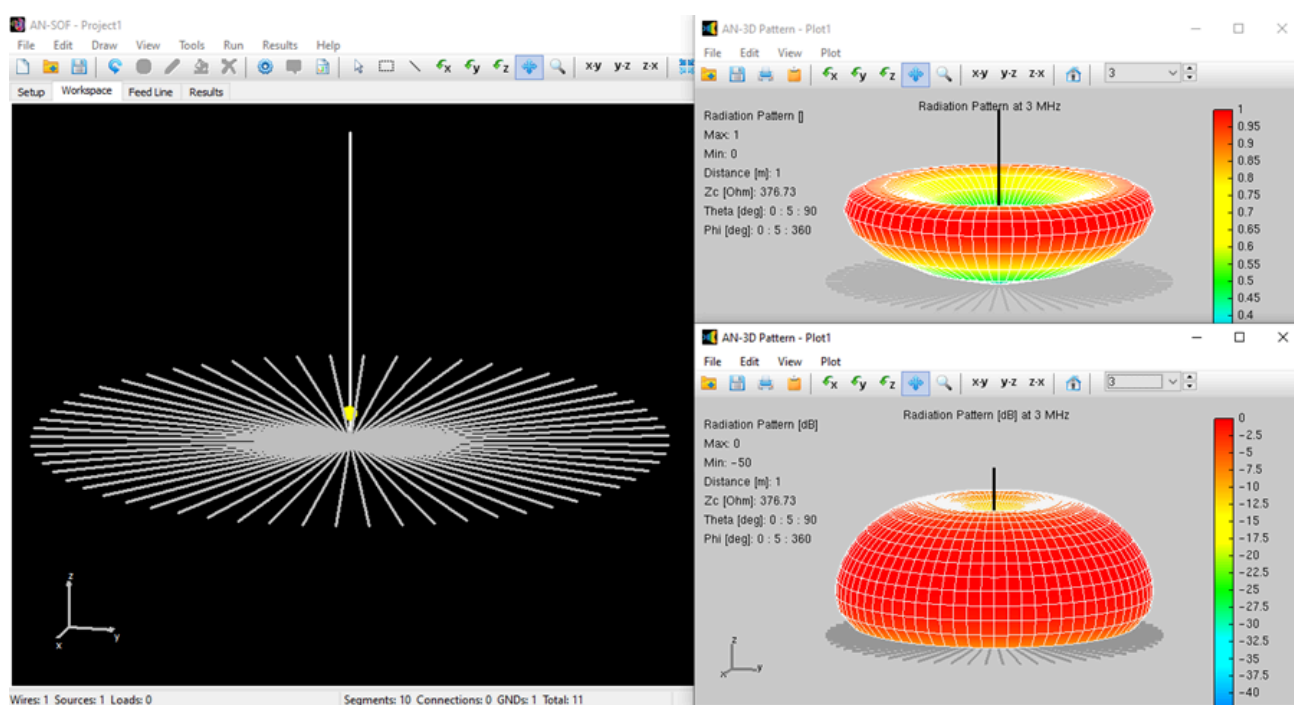 AN-SOF - Project1
File Edit Draw View Tools Run Results Help
x y z x-y y-z z-x
Setup Workspace Feed Line Results
z
y
x
Wires: 1 Sources: 1 Loads: 0 Segments: 10 Connections: 0 GNDs: 1 Total: 11
AN-3D Pattern - Plot1
File Edit View Plot
x y z x-y y-z z-x 3
Radiation Pattern at 3 MHz
Radiation Pattern []
Max: 1
Min: 0
Distance [m]: 1
Zc [Ohm]: 376.73
Theta [deg]: 0 : 5 : 90
Phi [deg]: 0 : 5 : 360
1
0.95
0.9
0.85
0.8
0.75
0.7
0.65
0.6
0.55
0.5
0.45
0.4
AN-3D Pattern - Plot1
File Edit View Plot
x y z x-y y-z z-x 3
Radiation Pattern [dB] at 3 MHz
Radiation Pattern [dB]
Max: 0
Min: -50
Distance [m]: 1
Zc [Ohm]: 376.73
Theta [deg]: 0 : 5 : 90
Phi [deg]: 0 : 5 : 360
0
-2.5
-5
-7.5
-10
-12.5
-15
-17.5
-20
-22.5
-25
-27.5
-30
-32.5
-35
-37.5
-40
z
y
x